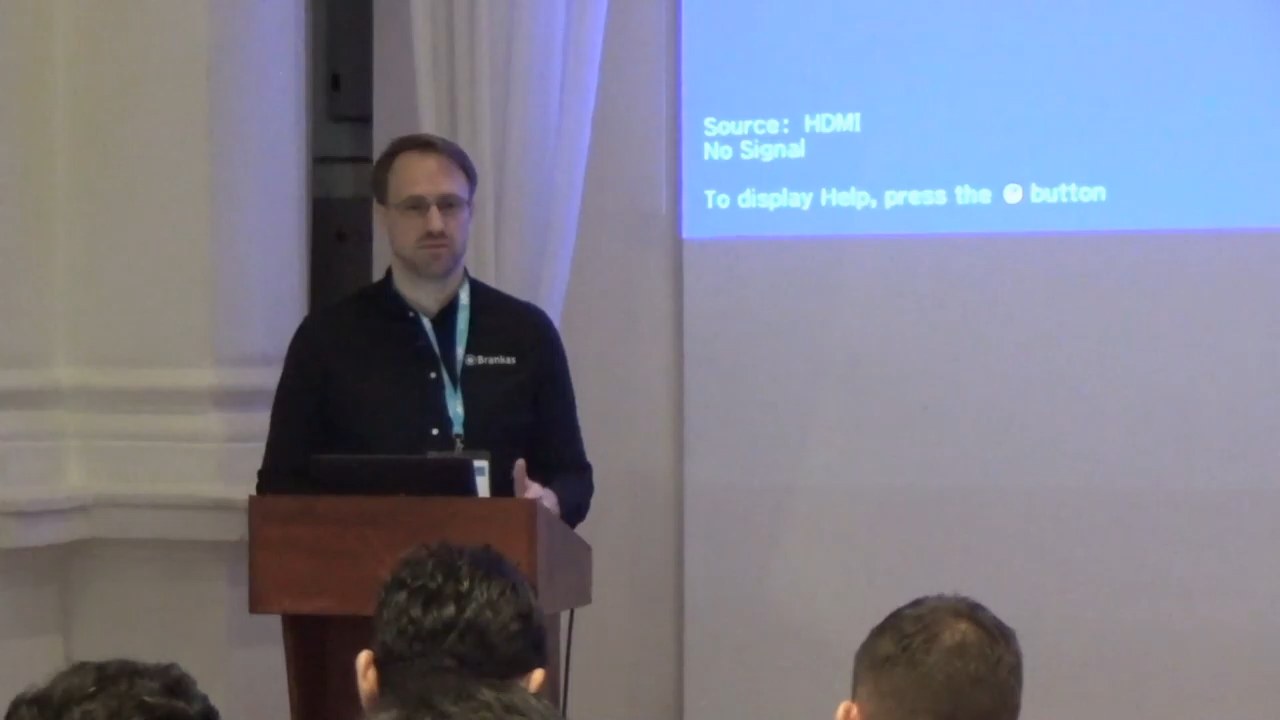 Source: HDMI
No Signal
To display Help, press the button
Brankas